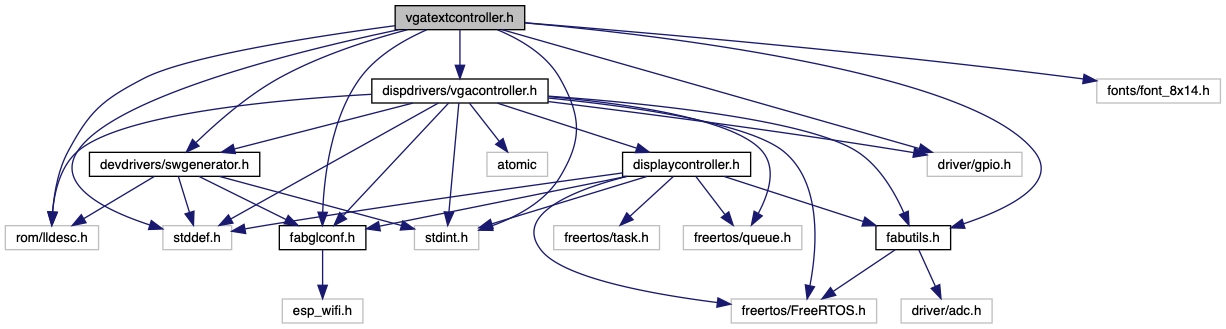 vgatextcontroller.h
dispdrivers/vgacontroller.h
fonts/font_8x14.h
devdrivers/swgenerator.h
atomic
displaycontroller.h
driver/gpio.h
rom/lldesc.h
stddef.h
fabglconf.h
stdint.h
freertos/task.h
freertos/queue.h
fabutils.h
esp_wifi.h
freertos/FreeRTOS.h
driver/adc.h